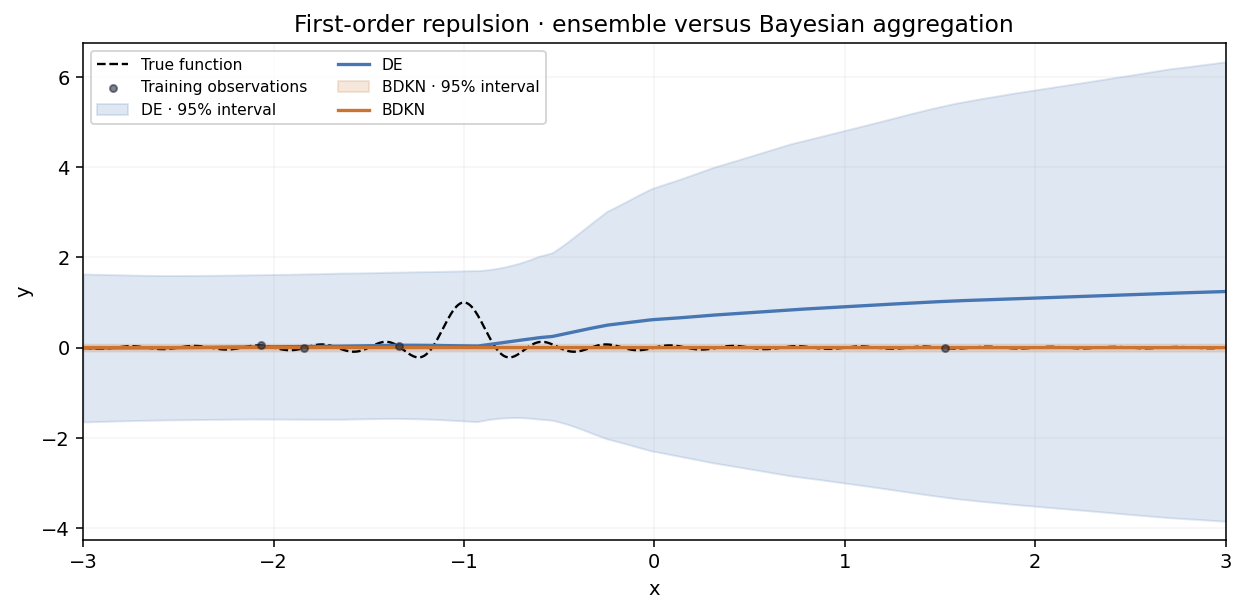 First-order repulsion · ensemble versus Bayesian aggregation
True function
Training observations
DE · 95% interval
DE
BDKN · 95% interval
BDKN
y
6
4
2
0
−2
−4
−3
−2
−1
0
1
2
3
x